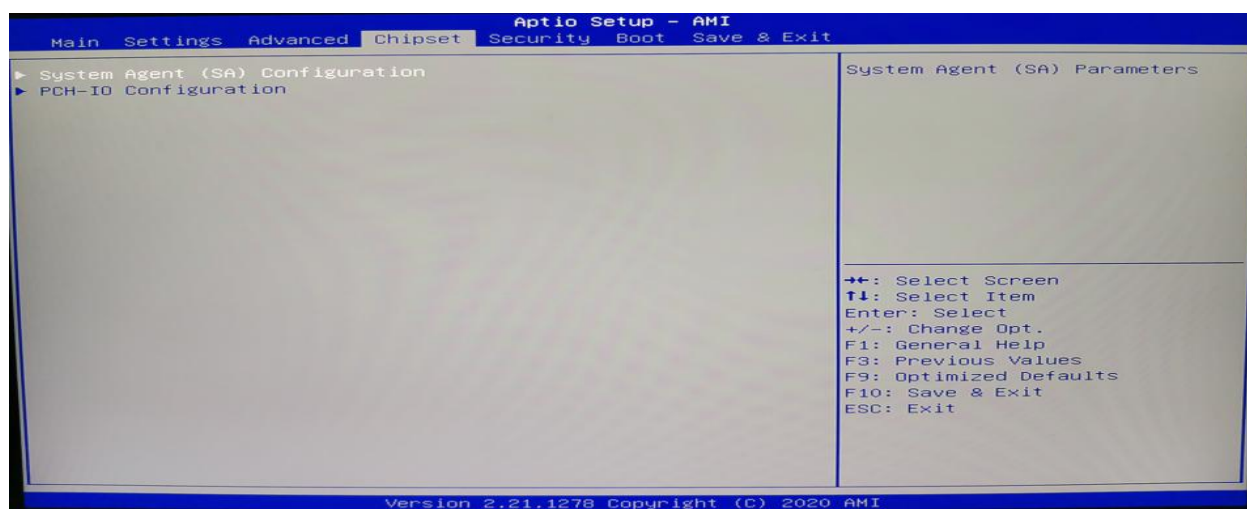 Aptio Setup - AMI
Main Settings Advanced Chipset Security Boot Save & Exit
► System Agent (SA) Configuration
► PCH-IO Configuration
System Agent (SA) Parameters
→←: Select Screen
↑↓: Select Item
Enter: Select
+/-: Change Opt.
F1: General Help
F3: Previous Values
F9: Optimized Defaults
F10: Save & Exit
ESC: Exit
Version 2.21.1278 Copyright (C) 2020 AMI